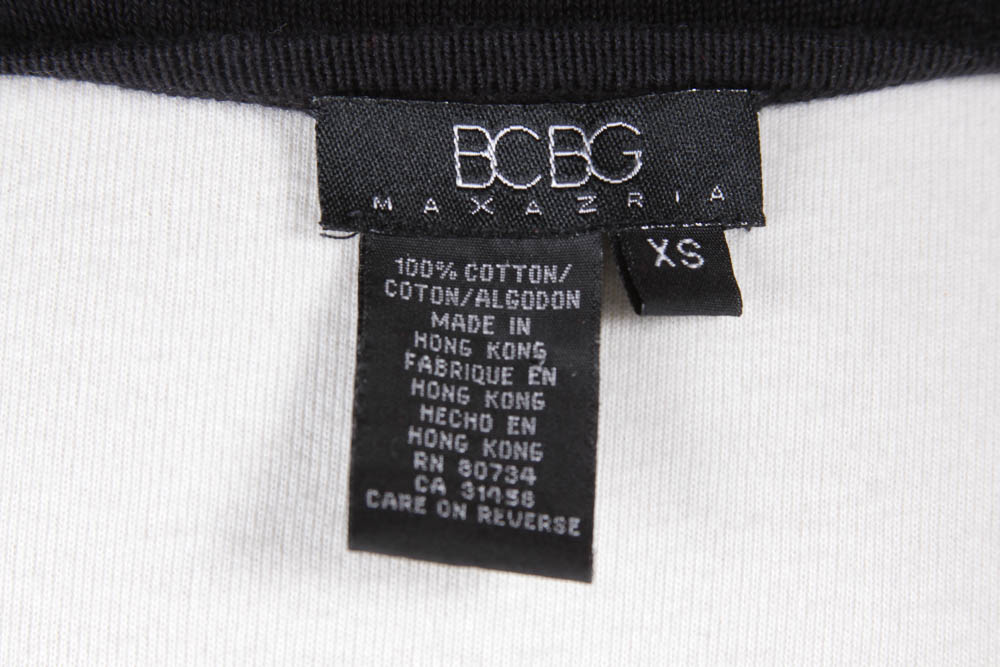 BCBG
MAXAZRIA
XS
100% COTTON/
COTON/ALGODON
MADE IN
HONG KONG
FABRIQUE EN
HONG KONG
HECHO EN
HONG KONG
RN 80734
CA
CARE ON REVERSE